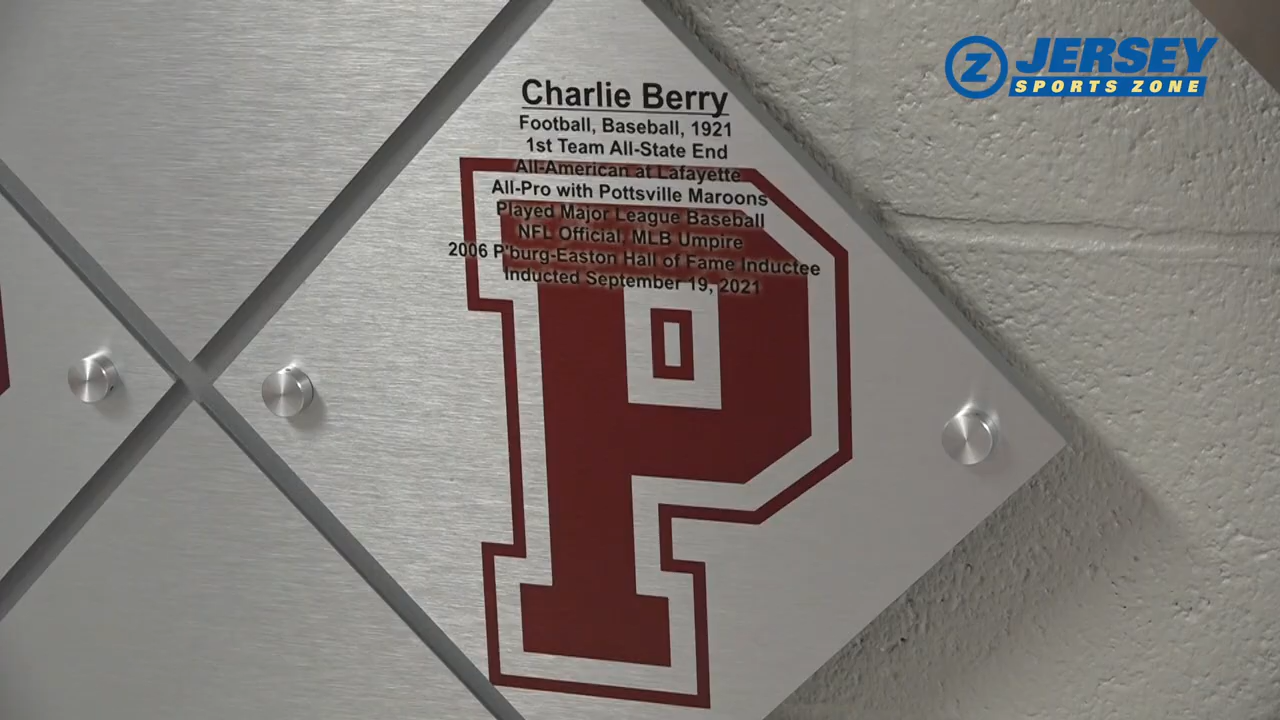 Charlie Berry
Football, Baseball, 1921
1st Team All-State End
All-American at Lafayette
All-Pro with Pottsville Maroons
Played Major League Baseball
NFL Official, MLB Umpire
2006 P'burg-Easton Hall of Fame Inductee
Inducted September 19, 2021
P
Z JERSEY
SPORTS ZONE